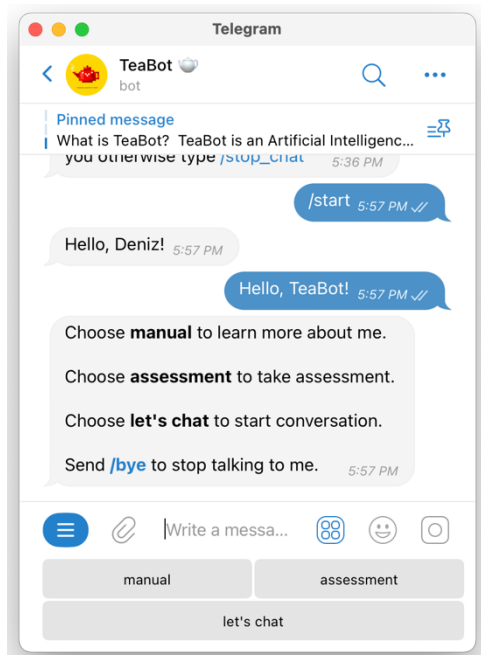 Telegram
TeaBot
bot
Pinned message
What is TeaBot? TeaBot is an Artificial Intelligenc...
you otherwise type /stop_chat 5:36 PM
/start 5:57 PM
Hello, Deniz! 5:57 PM
Hello, TeaBot! 5:57 PM
Choose manual to learn more about me.
Choose assessment to take assessment.
Choose let's chat to start conversation.
Send /bye to stop talking to me. 5:57 PM
Write a messa...
manual assessment
let's chat